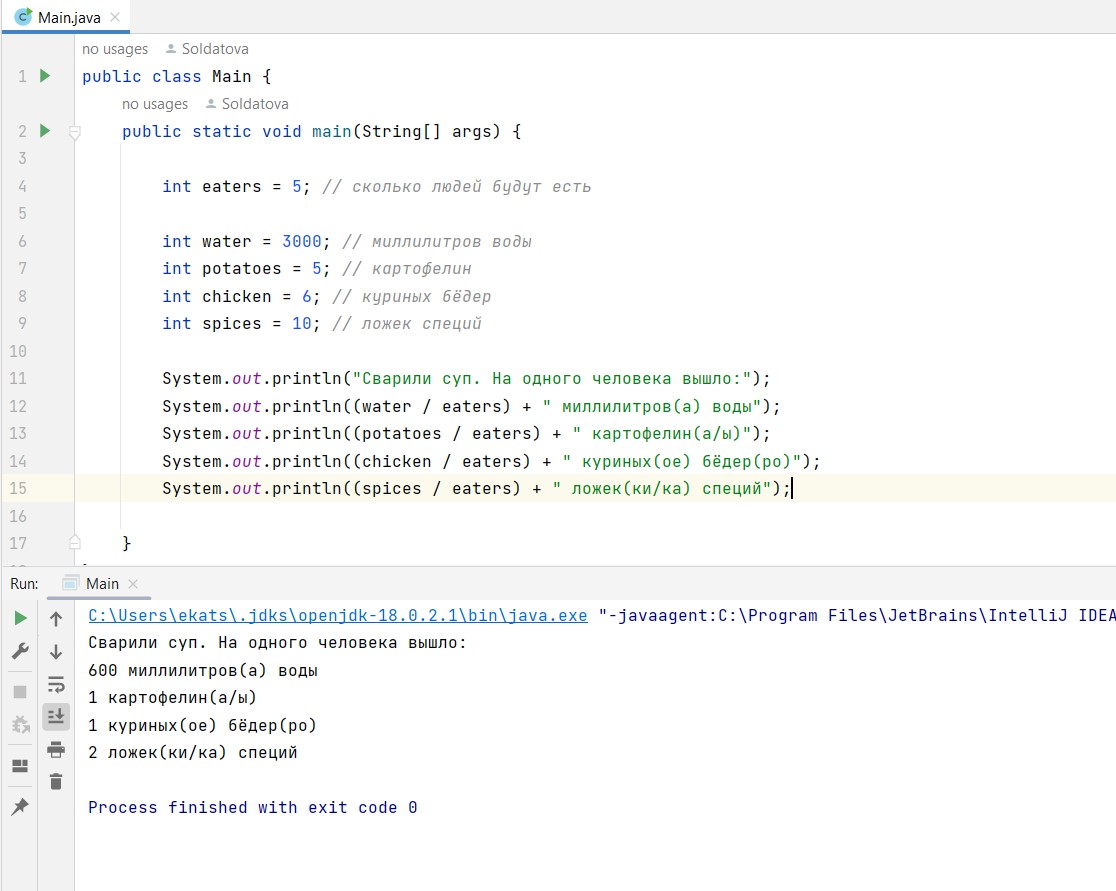 Main.java
no usages Soldatova
1 public class Main {
no usages Soldatova
2 public static void main(String[] args) {
3
4 int eaters = 5; // сколько людей будут есть
5
6 int water = 3000; // миллилитров воды
7 int potatoes = 5; // картофелин
8 int chicken = 6; // куриных бёдер
9 int spices = 10; // ложек специй
10
11 System.out.println("Сварили суп. На одного человека вышло:");
12 System.out.println((water / eaters) + " миллилитров(а) воды");
13 System.out.println((potatoes / eaters) + " картофелин(а/ы)");
14 System.out.println((chicken / eaters) + " куриных(ое) бёдер(ро)");
15 System.out.println((spices / eaters) + " ложек(ки/ка) специй");
16
17 }
Run: Main
C:\Users\ekats\.jdks\openjdk-18.0.2.1\bin\java.exe "-javaagent:C:\Program Files\JetBrains\IntelliJ IDEA
Сварили суп. На одного человека вышло:
600 миллилитров(а) воды
1 картофелин(а/ы)
1 куриных(ое) бёдер(ро)
2 ложек(ки/ка) специй
Process finished with exit code 0